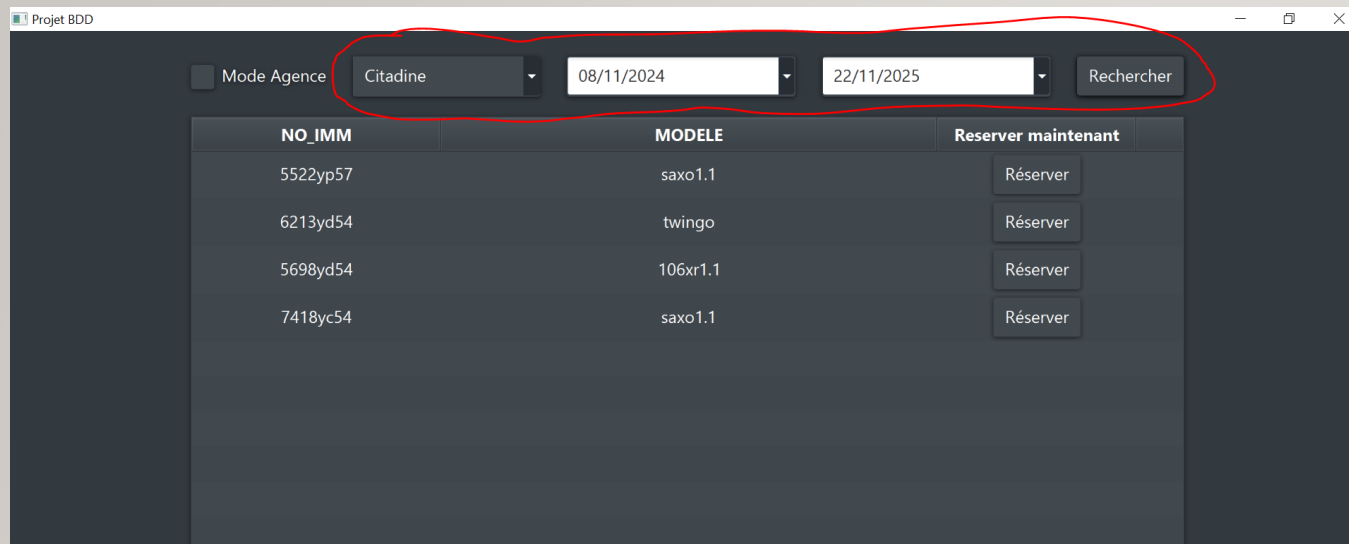 Projet BDD
Mode Agence Citadine 08/11/2024 22/11/2025 Rechercher
NO_IMM MODELE Reserver maintenant
5522yp57 saxo1.1 Réserver
6213yd54 twingo Réserver
5698yd54 106xr1.1 Réserver
7418yc54 saxo1.1 Réserver